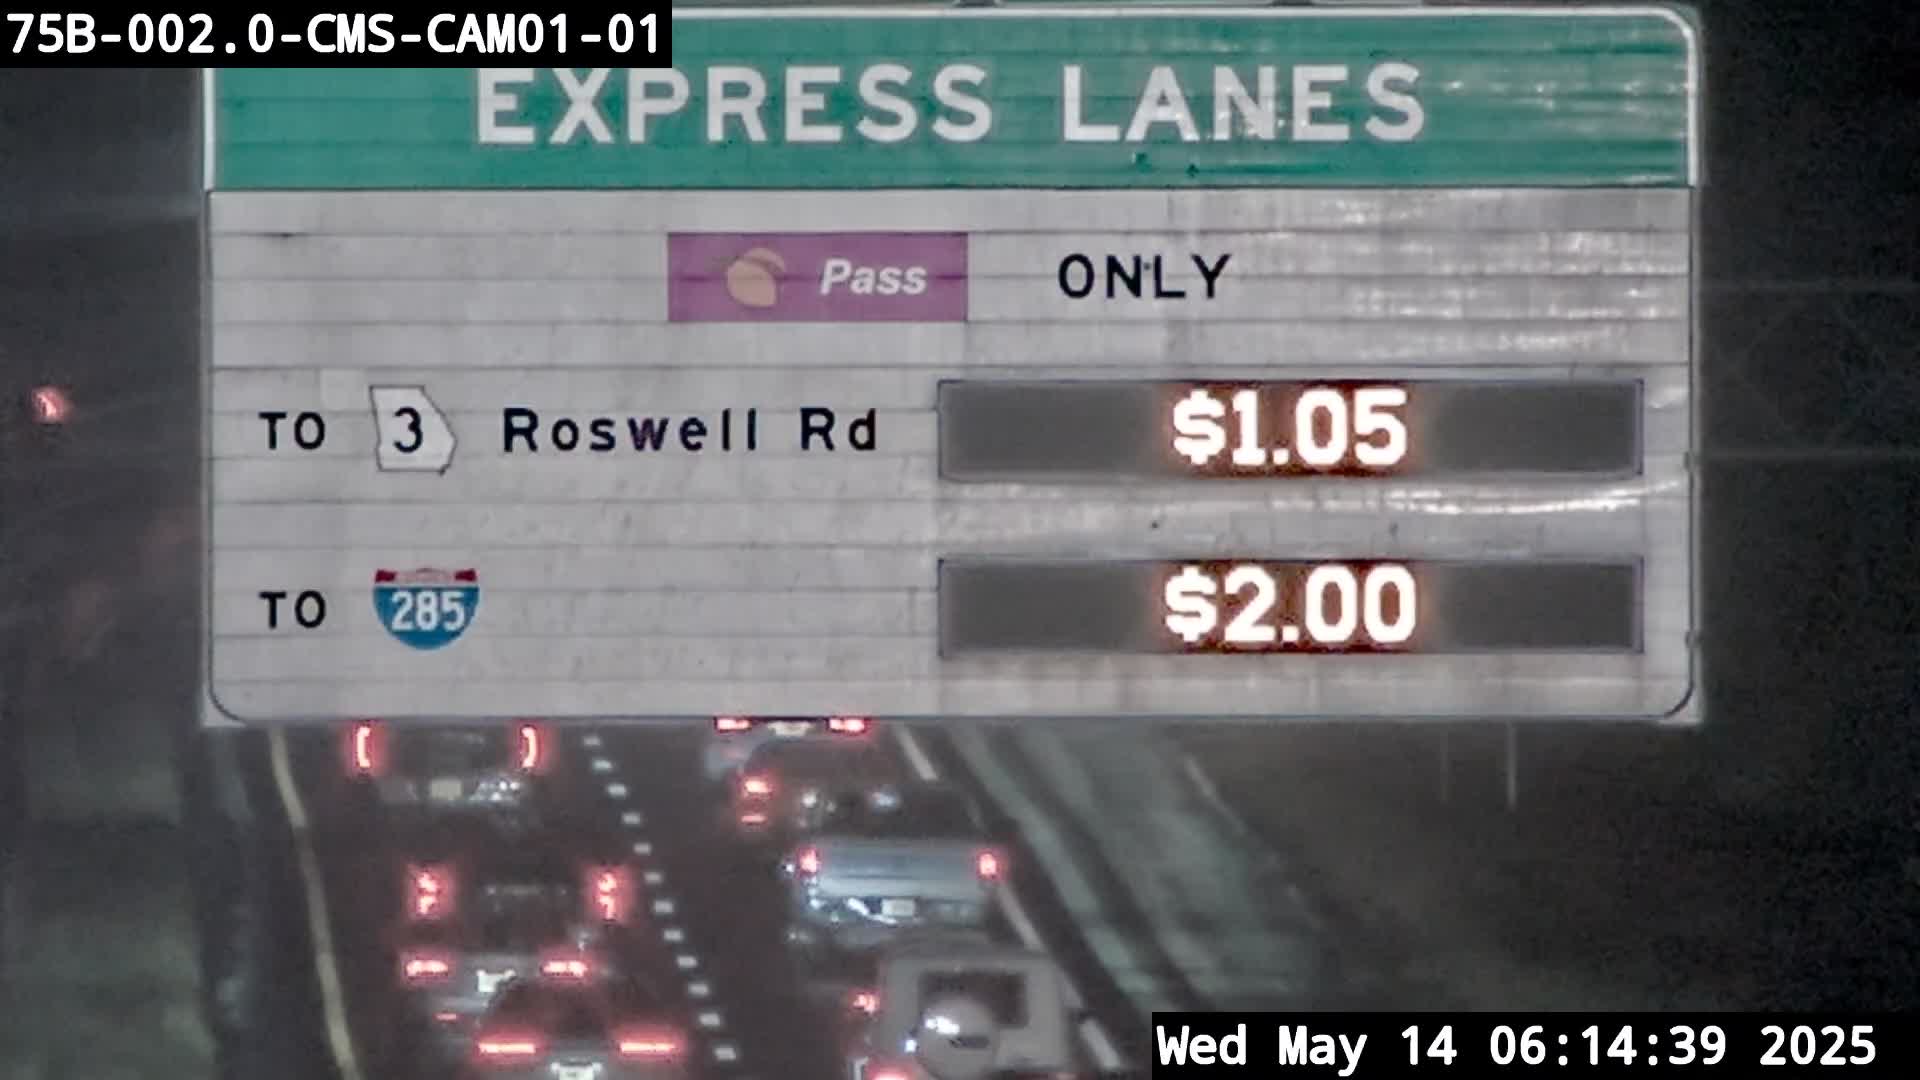 75B-002.0-CMS-CAM01-01
EXPRESS LANES
Pass ONLY
TO 3 Roswell Rd $1.05
TO 285 $2.00
Wed May 14 06:14:39 2025